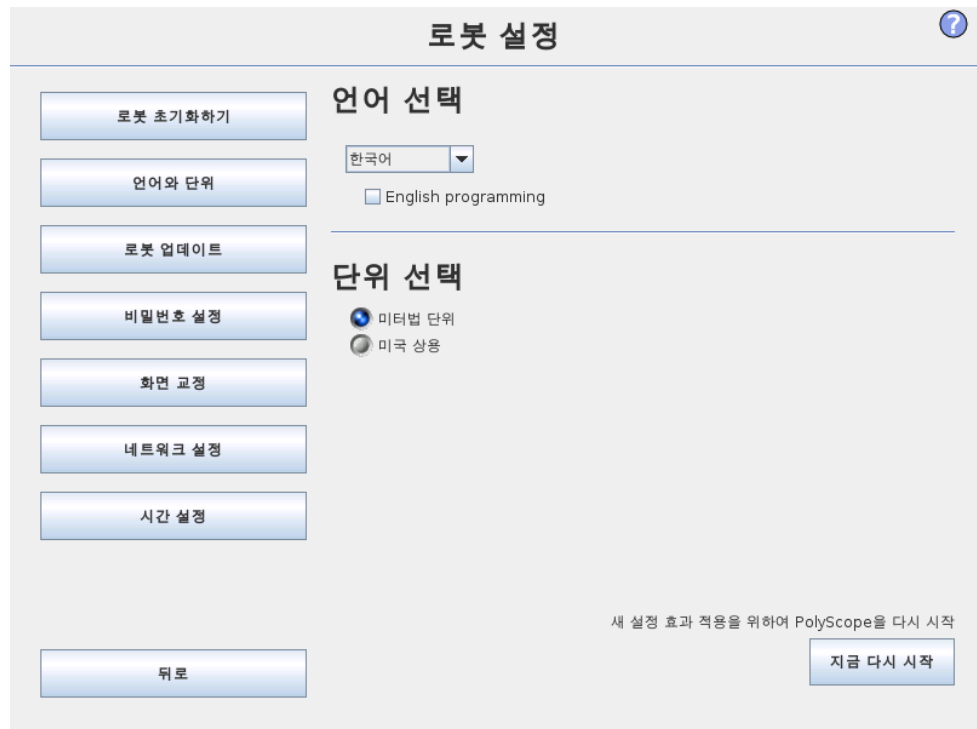 로봇 설정
?
로봇 초기화하기
언어와 단위
로봇 업데이트
비밀번호 설정
화면 교정
네트워크 설정
시간 설정
뒤로
언어 선택
한국어
English programming
단위 선택
미터법 단위
미국 상용
새 설정 효과 적용을 위하여 PolyScope을 다시 시작
지금 다시 시작